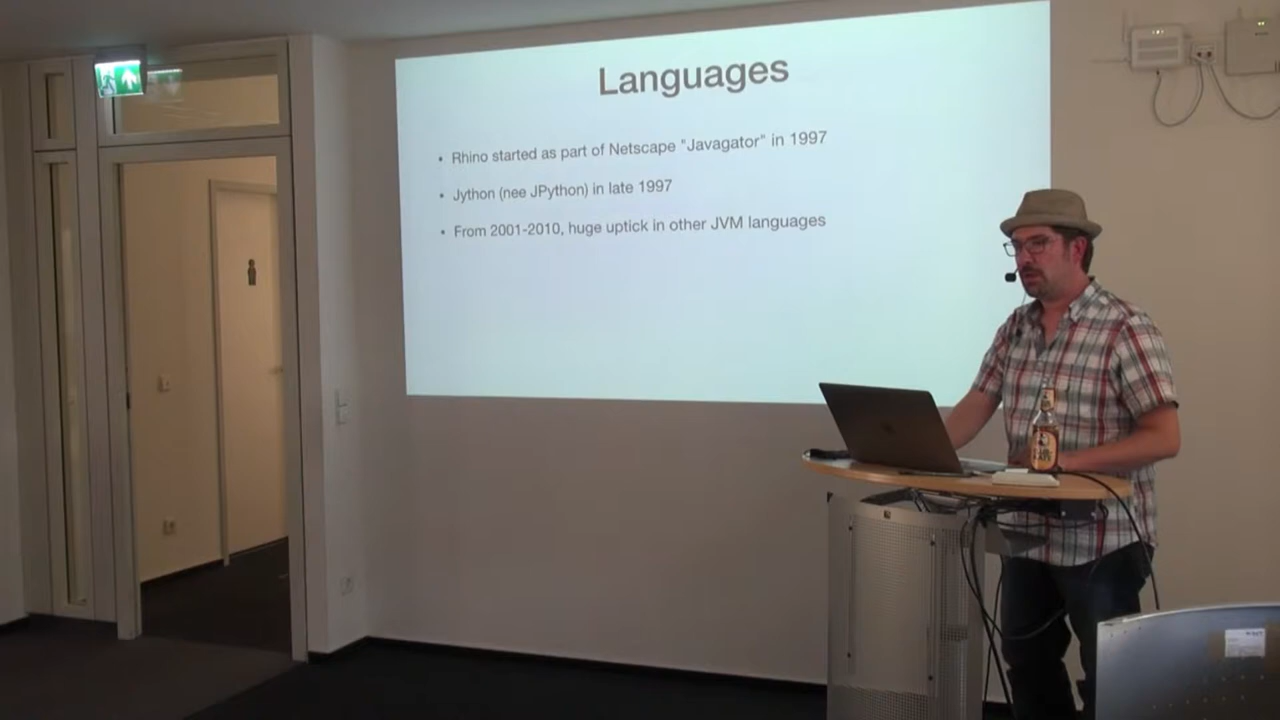 Languages
• Rhino started as part of Netscape "Javagator" in 1997
• Jython (nee JPython) in late 1997
• From 2001-2010, huge uptick in other JVM languages